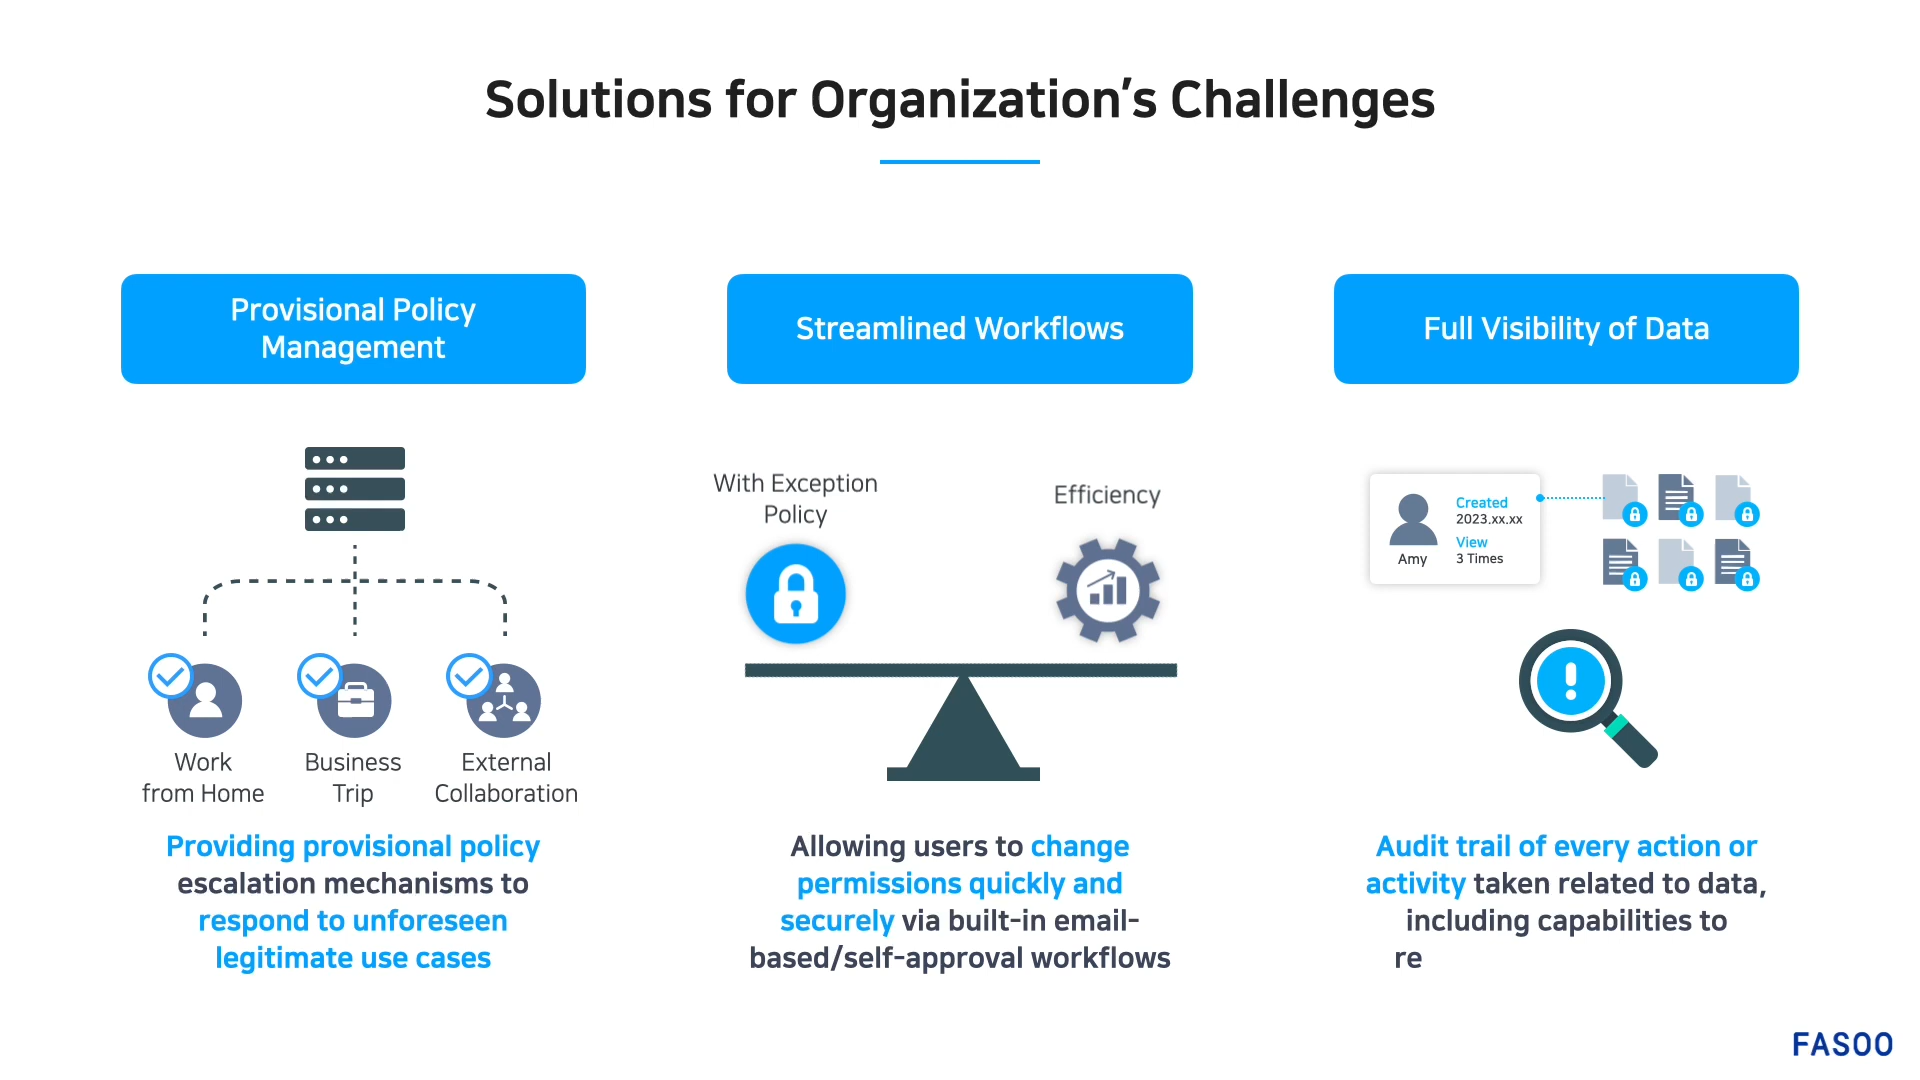 Solutions for Organization's Challenges
Provisional Policy
Management
Work
from Home
Business
Trip
External
Collaboration
Providing provisional policy
escalation mechanisms to
respond to unforeseen
legitimate use cases
Streamlined Workflows
With Exception
Policy
Efficiency
Allowing users to change
permissions quickly and
securely via built-in email-
based/self-approval workflows
Full Visibility of Data
Amy
Created
2023.xx.xx
View
3 Times
Audit trail of every action or
activity taken related to data,
including capabilities to
re
FASOO